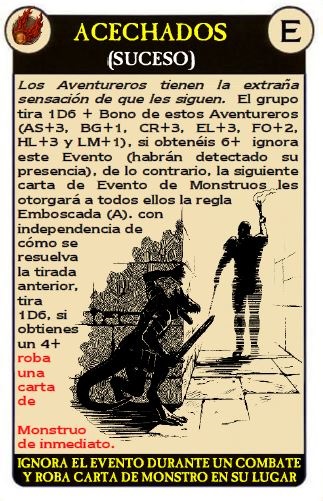 ACECHADOS
E
(SUCESO)
Los Aventureros tienen la extraña
sensación de que les siguen. El grupo
tira 1D6 + Bono de estos Aventureros
(AS+3, BG+1, CR+3, EL+3, FO+2,
HL+3 y LM+1), si obtenéis 6+ ignora
este Evento (habrán detectado su
presencia), de lo contrario, la siguiente
carta de Evento de Monstruos les
otorgará a todos ellos la regla
Emboscada (A). con
independencia de
cómo se
resuelva
la tirada
anterior,
tira
1D6, si
obtienes
un 4+
roba
una
carta
de
Monstruo
de inmediato.
IGNORA EL EVENTO DURANTE UN COMBATE
Y ROBA CARTA DE MONSTRO EN SU LUGAR